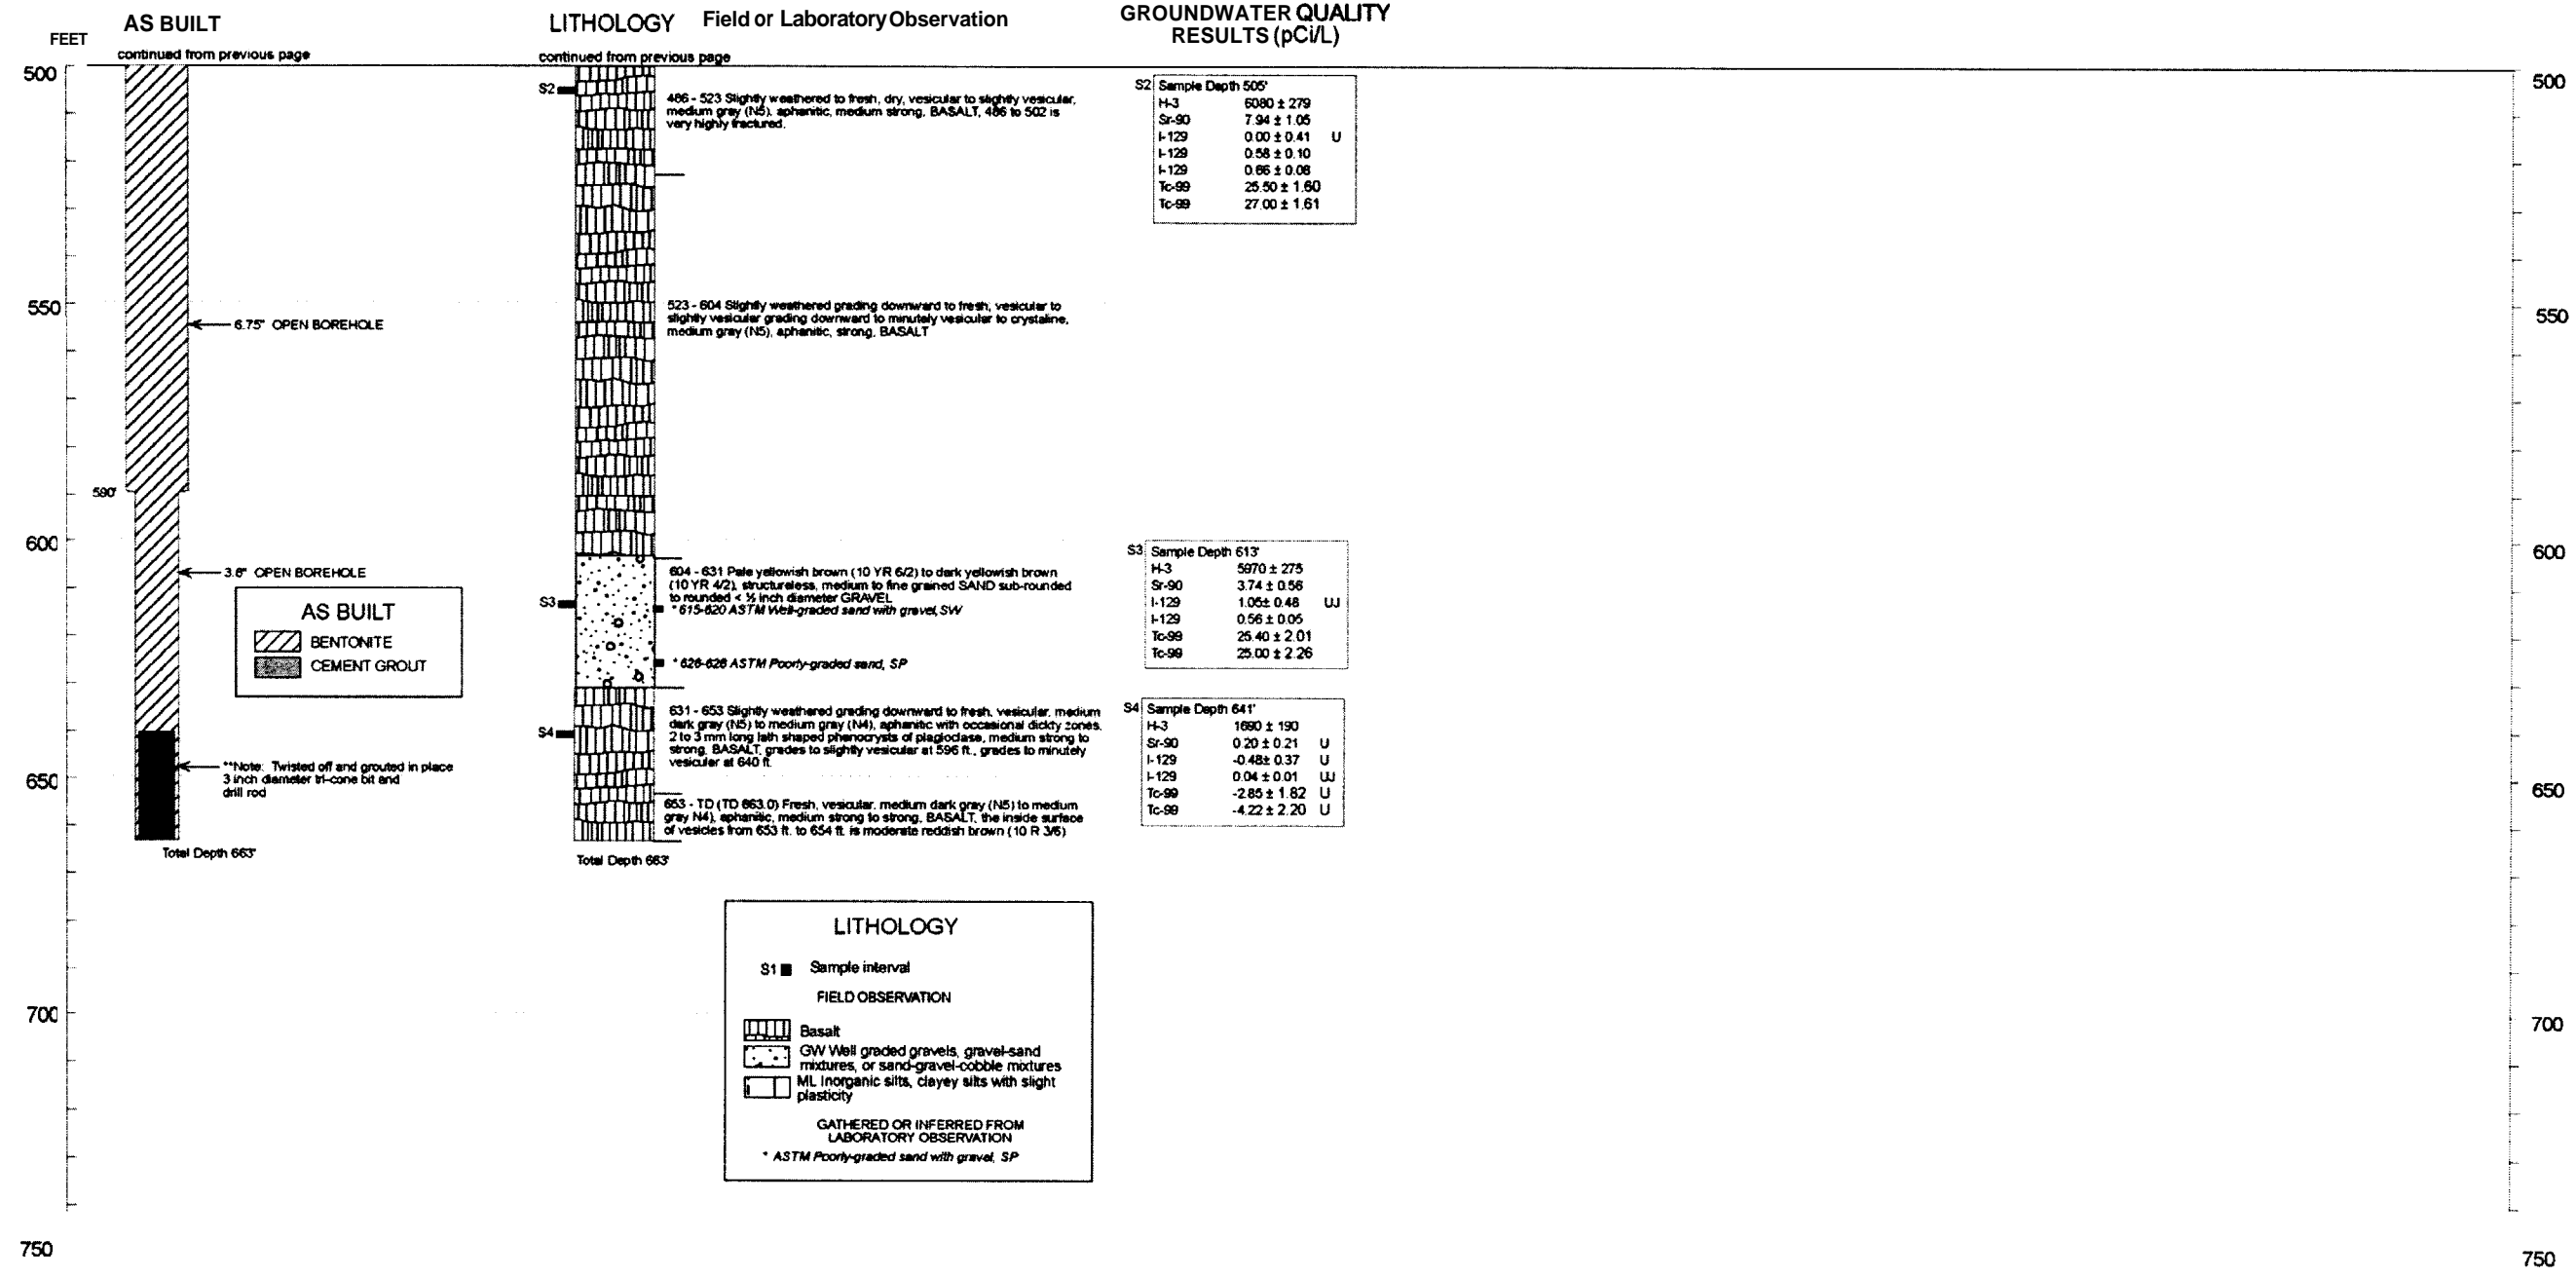 AS BUILT
LITHOLOGY Field or Laboratory Observation
GROUNDWATER QUALITY
RESULTS (pCi/L)
FEET
continued from previous page
continued from previous page
500
550
600
650
700
750
6.75" OPEN BOREHOLE
590'
3.8" OPEN BOREHOLE
AS BUILT
BENTONITE
CEMENT GROUT
**Note: Twisted off and grouted in place
3 inch diameter tri-cone bit and
drill rod
Total Depth 663'
S2
S3
S4
Total Depth 663'
486 - 523 Slightly weathered to fresh, dry, vesicular to slightly vesicular,
medium gray (N5), aphanitic, medium strong, BASALT, 486 to 502 is
very highly fractured.
523 - 604 Slightly weathered grading downward to fresh, vesicular to
slightly vesicular grading downward to minutely vesicular to crystaline,
medium gray (N5), aphanitic, strong, BASALT
604 - 631 Pale yellowish brown (10 YR 6/2) to dark yellowish brown
(10 YR 4/2), structureless, medium to fine grained SAND sub-rounded
to rounded < ½ inch diameter GRAVEL
* 615-620 ASTM Well-graded sand with gravel, SW
* 626-628 ASTM Poorly-graded sand, SP
631 - 653 Slightly weathered grading downward to fresh, vesicular, medium
dark gray (N5) to medium gray (N4), aphanitic with occasional dickty zones,
2 to 3 mm long lath shaped phenocrysts of plagioclase, medium strong to
strong, BASALT, grades to slightly vesicular at 596 ft., grades to minutely
vesicular at 640 ft.
653 - TD (TD 663.0) Fresh, vesicular, medium dark gray (N5) to medium
gray N4), aphanitic, medium strong to strong, BASALT, the inside surface
of vesicles from 653 ft. to 654 ft. is moderate reddish brown (10 R 3/6)
S2 Sample Depth 505'
H-3 6080 ± 279
Sr-90 7.94 ± 1.05
I-129 0.00 ± 0.41 U
I-129 0.58 ± 0.10
I-129 0.66 ± 0.08
Tc-99 25.50 ± 1.60
Tc-99 27.00 ± 1.61
S3 Sample Depth 613'
H-3 5970 ± 275
Sr-90 3.74 ± 0.56
I-129 1.05± 0.48 UJ
I-129 0.56 ± 0.05
Tc-99 25.40 ± 2.01
Tc-99 25.00 ± 2.26
S4 Sample Depth 641'
H-3 1690 ± 190
Sr-90 0.20 ± 0.21 U
I-129 -0.48± 0.37 U
I-129 0.04 ± 0.01 UJ
Tc-99 -2.85 ± 1.82 U
Tc-99 -4.22 ± 2.20 U
LITHOLOGY
S1 Sample interval
FIELD OBSERVATION
Basalt
GW Well graded gravels, gravel-sand
mixtures, or sand-gravel-cobble mixtures
ML Inorganic silts, clayey silts with slight
plasticity
GATHERED OR INFERRED FROM
LABORATORY OBSERVATION
* ASTM Poorly-graded sand with gravel, SP
500
550
600
650
700
750